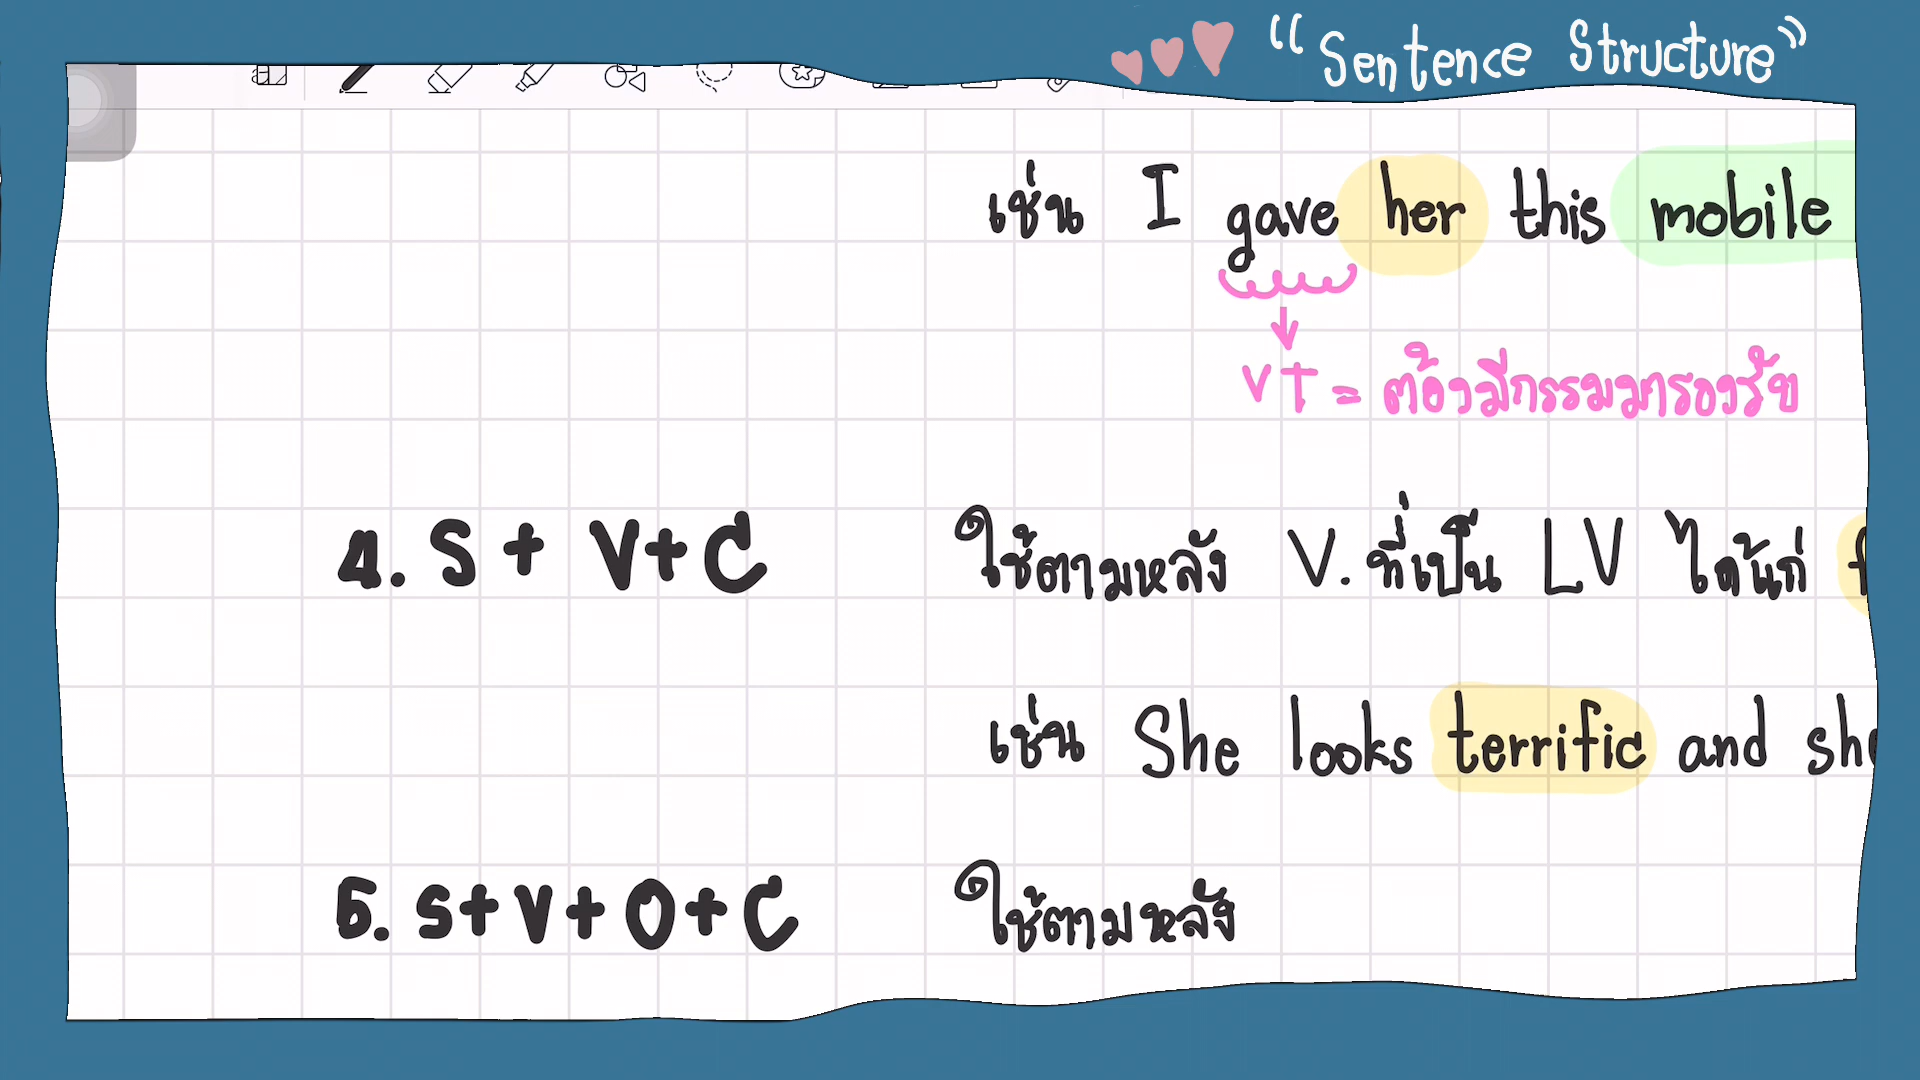 “Sentence Structure”
เช่น I gave her this mobile
VT = ต้องมีกรรมมารองรับ
4. S + V + C ใช้ตามหลัง V. ที่เป็น LV ได้แก่ f
เช่น She looks terrific and she
5. S + V + O + C ใช้ตามหลัง